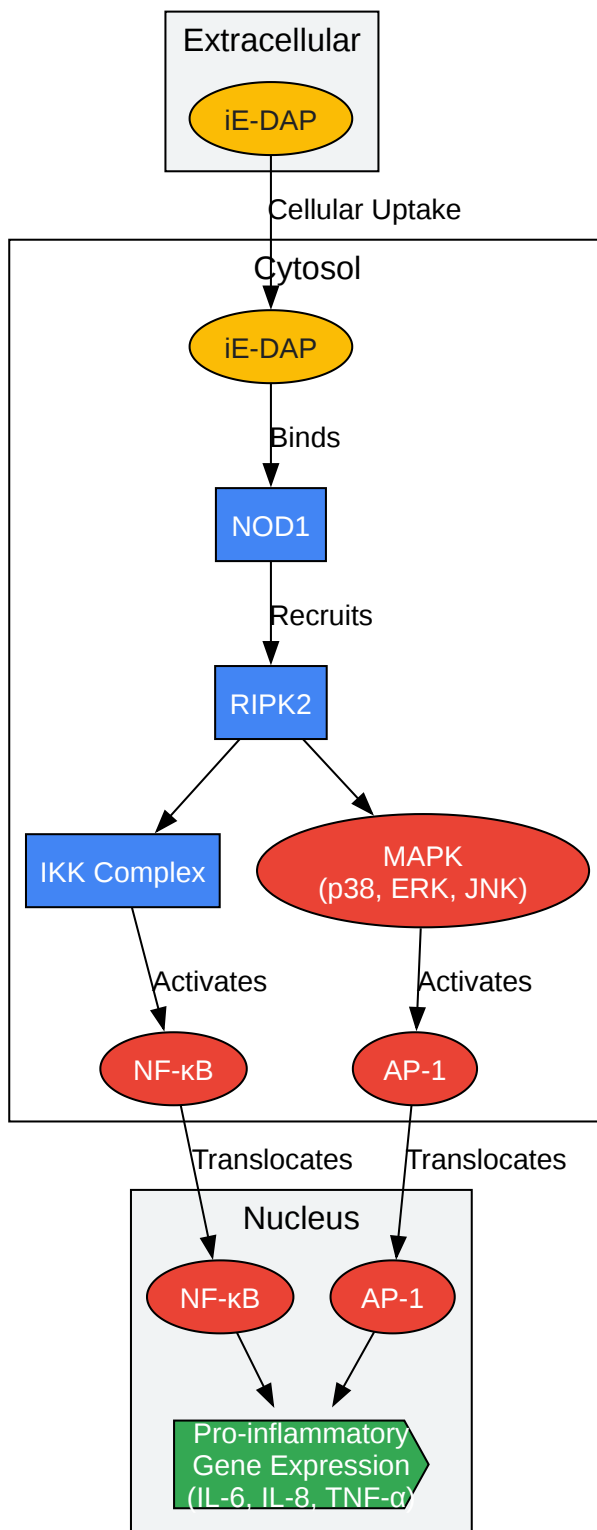 Extracellular
iE-DAP
Cellular Uptake
Cytosol
iE-DAP
Binds
NOD1
Recruits
RIPK2
IKK Complex
MAPK
(p38, ERK, JNK)
Activates
Activates
NF-κB
AP-1
Translocates
Translocates
Nucleus
NF-κB
AP-1
Pro-inflammatory
Gene Expression
(IL-6, IL-8, TNF-α)